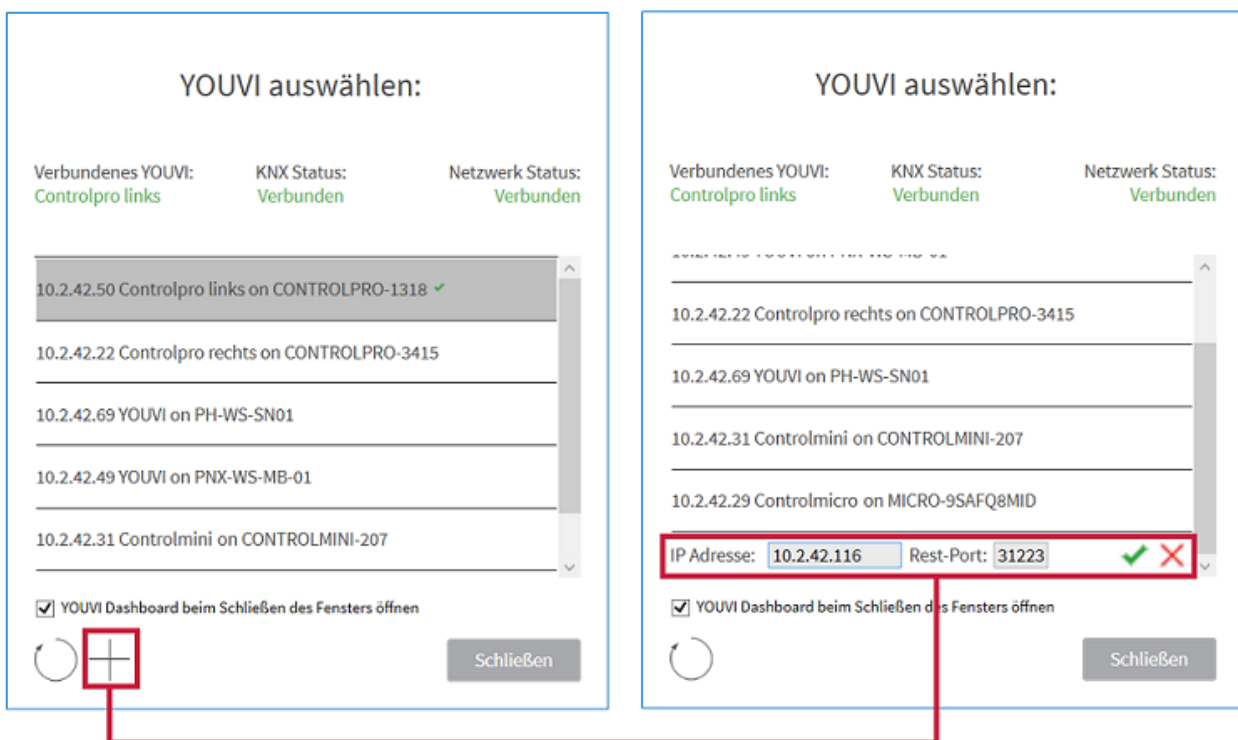 YOUVI auswählen:
Verbundenes YOUVI: KNX Status: Netzwerk Status:
Controlpro links Verbunden Verbunden
10.2.42.50 Controlpro links on CONTROLPRO-1318
10.2.42.22 Controlpro rechts on CONTROLPRO-3415
10.2.42.69 YOUVI on PH-WS-SN01
10.2.42.49 YOUVI on PNX-WS-MB-01
10.2.42.31 Controlmini on CONTROLMINI-207
YOUVI Dashboard beim Schließen des Fensters öffnen
Schließen
YOUVI auswählen:
Verbundenes YOUVI: KNX Status: Netzwerk Status:
Controlpro links Verbunden Verbunden
10.2.42.22 Controlpro rechts on CONTROLPRO-3415
10.2.42.69 YOUVI on PH-WS-SN01
10.2.42.31 Controlmini on CONTROLMINI-207
10.2.42.29 Controlmicro on MICRO-9SAFQ8MID
IP Adresse: 10.2.42.116 Rest-Port: 31223
YOUVI Dashboard beim Schließen des Fensters öffnen
Schließen